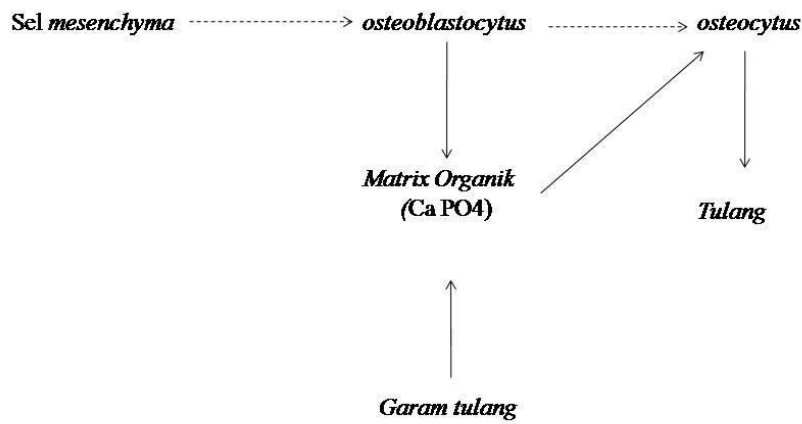 Sel mesenchyma
osteoblastocytus
osteocytus
Matrix Organik
(Ca PO4)
Tulang
Garam tulang